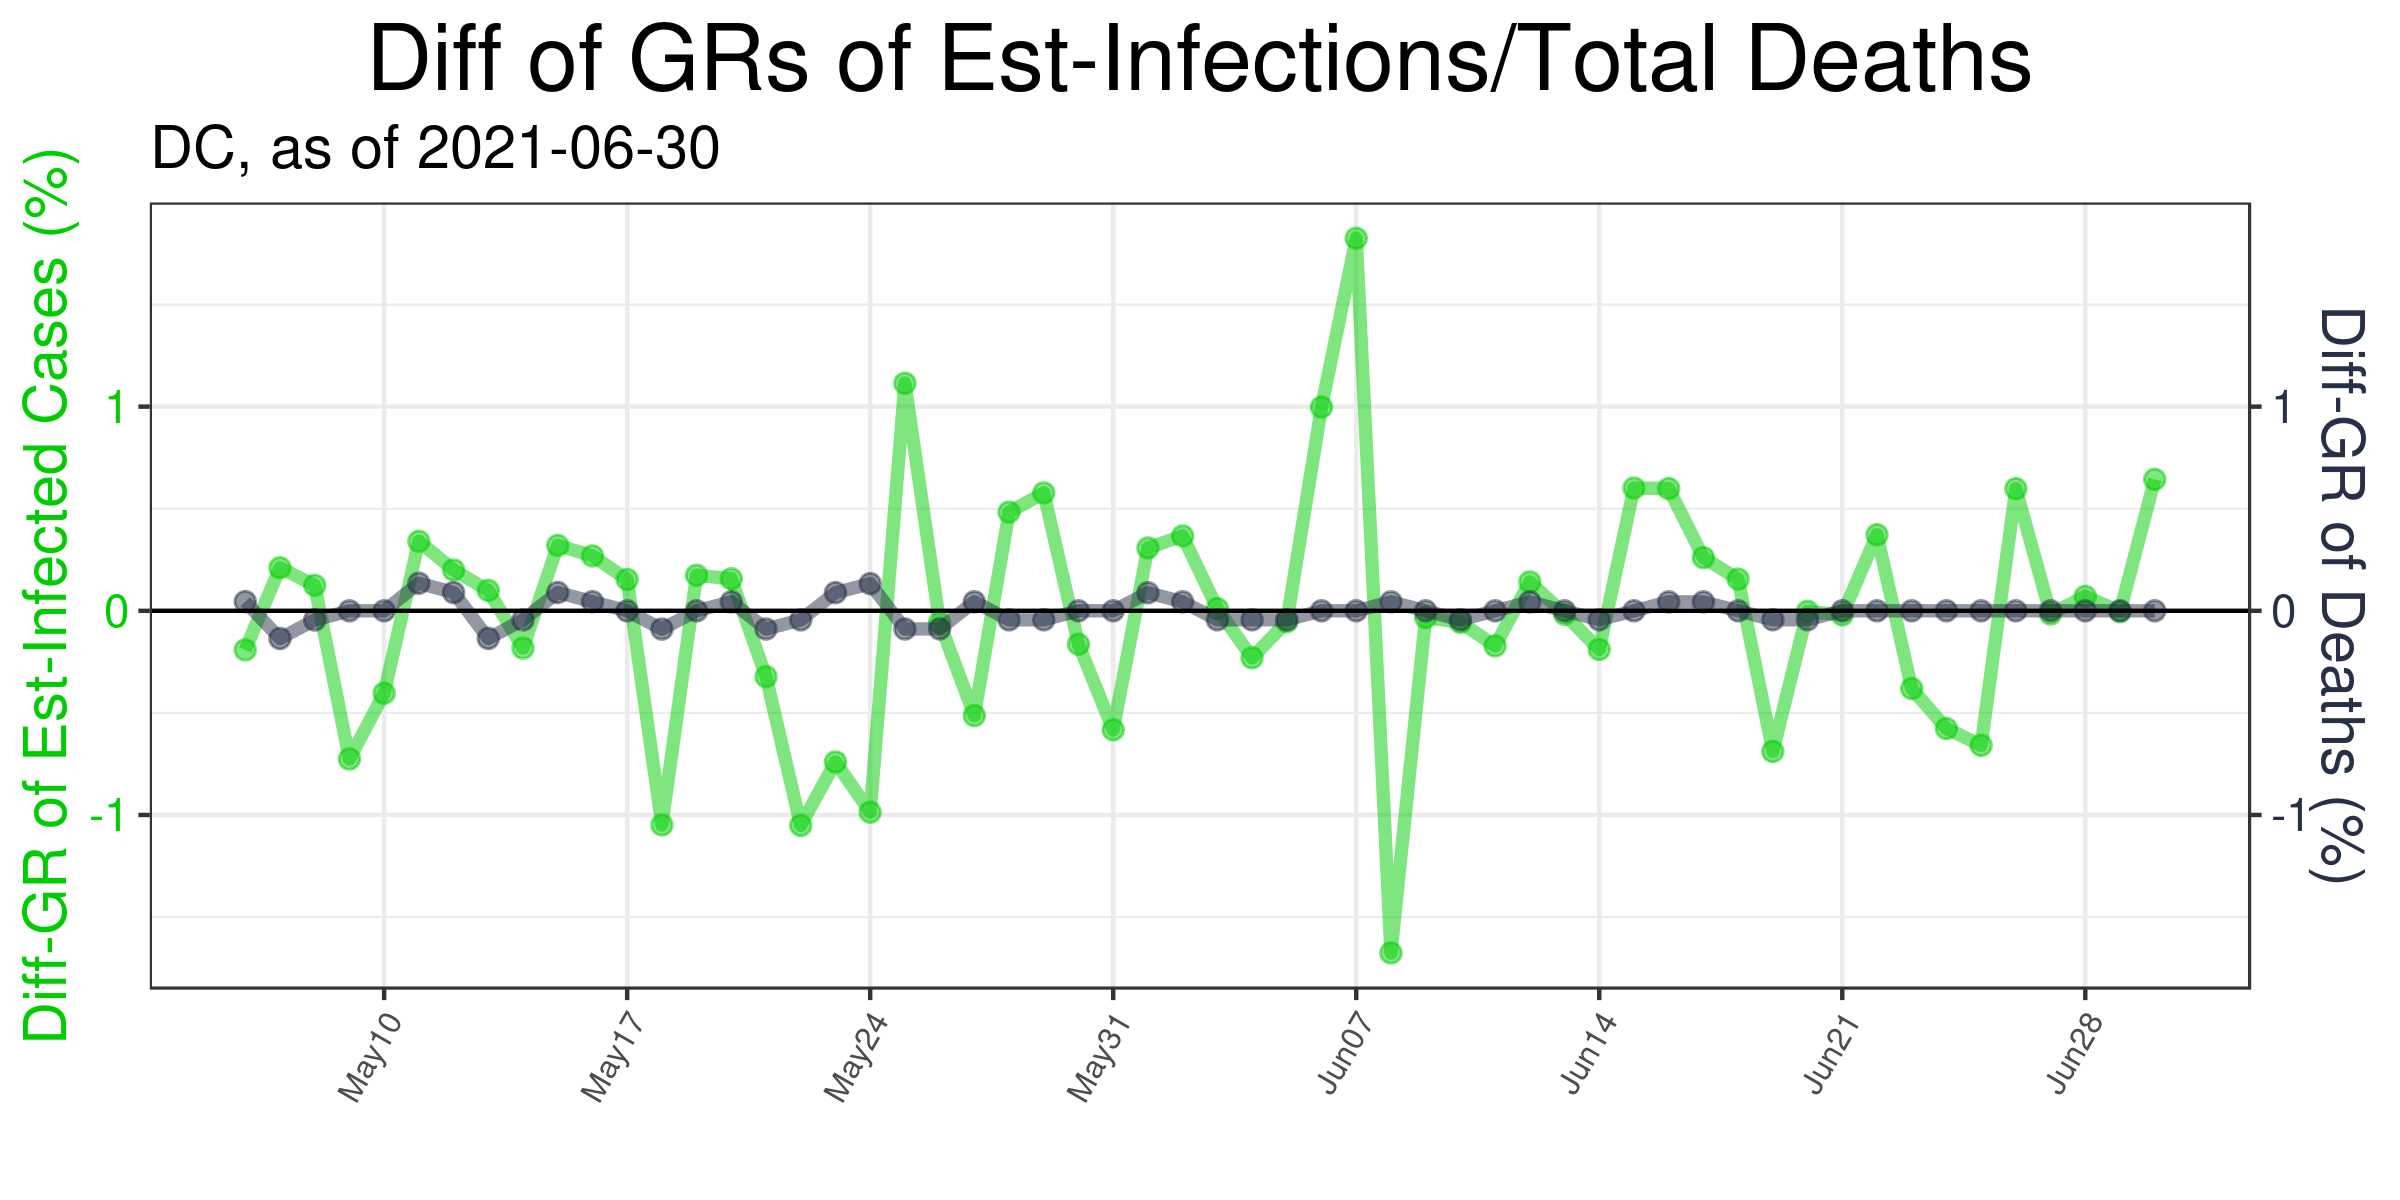 Diff of GRs of Est-Infections/Total Deaths
DC, as of 2021-06-30
Diff-GR of Est-Infected Cases (%)
1
0
-1
1
0
-1
Diff-GR of Deaths (%)
May10
May17
May24
May31
Jun07
Jun14
Jun21
Jun28